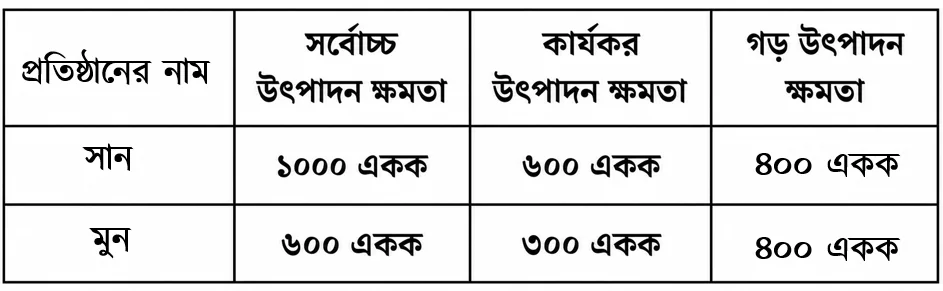 প্রতিষ্ঠানের নাম
সর্বোচ্চ
উৎপাদন ক্ষমতা
কার্যকর
উৎপাদন ক্ষমতা
গড় উৎপাদন
ক্ষমতা
সান
১০০০ একক
৬০০ একক
৪০০ একক
মুন
৬০০ একক
৩০০ একক
৪০০ একক